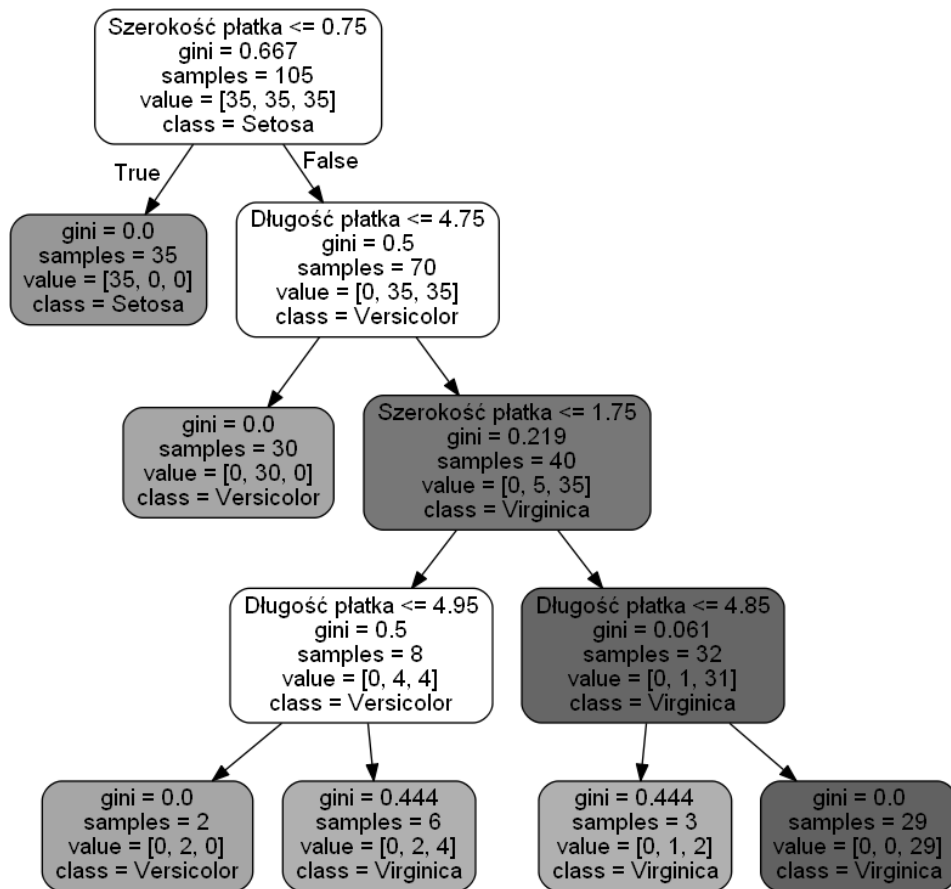 Szerokość płatka <= 0.75
gini = 0.667
samples = 105
value = [35, 35, 35]
class = Setosa
True
False
gini = 0.0
samples = 35
value = [35, 0, 0]
class = Setosa
Długość płatka <= 4.75
gini = 0.5
samples = 70
value = [0, 35, 35]
class = Versicolor
gini = 0.0
samples = 30
value = [0, 30, 0]
class = Versicolor
Szerokość płatka <= 1.75
gini = 0.219
samples = 40
value = [0, 5, 35]
class = Virginica
Długość płatka <= 4.95
gini = 0.5
samples = 8
value = [0, 4, 4]
class = Versicolor
Długość płatka <= 4.85
gini = 0.061
samples = 32
value = [0, 1, 31]
class = Virginica
gini = 0.0
samples = 2
value = [0, 2, 0]
class = Versicolor
gini = 0.444
samples = 6
value = [0, 2, 4]
class = Virginica
gini = 0.444
samples = 3
value = [0, 1, 2]
class = Virginica
gini = 0.0
samples = 29
value = [0, 0, 29]
class = Virginica